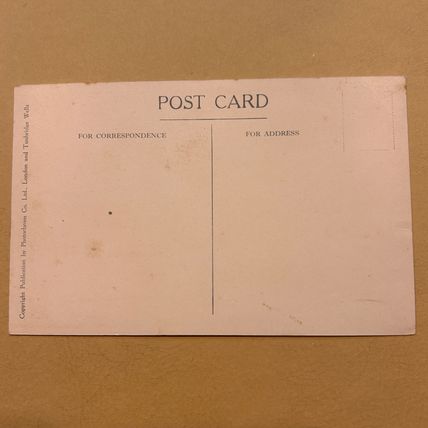 POST CARD
FOR CORRESPONDENCE
FOR ADDRESS
Copyright Publication by Photochrom Co. Ltd. London and Tunbridge Wells